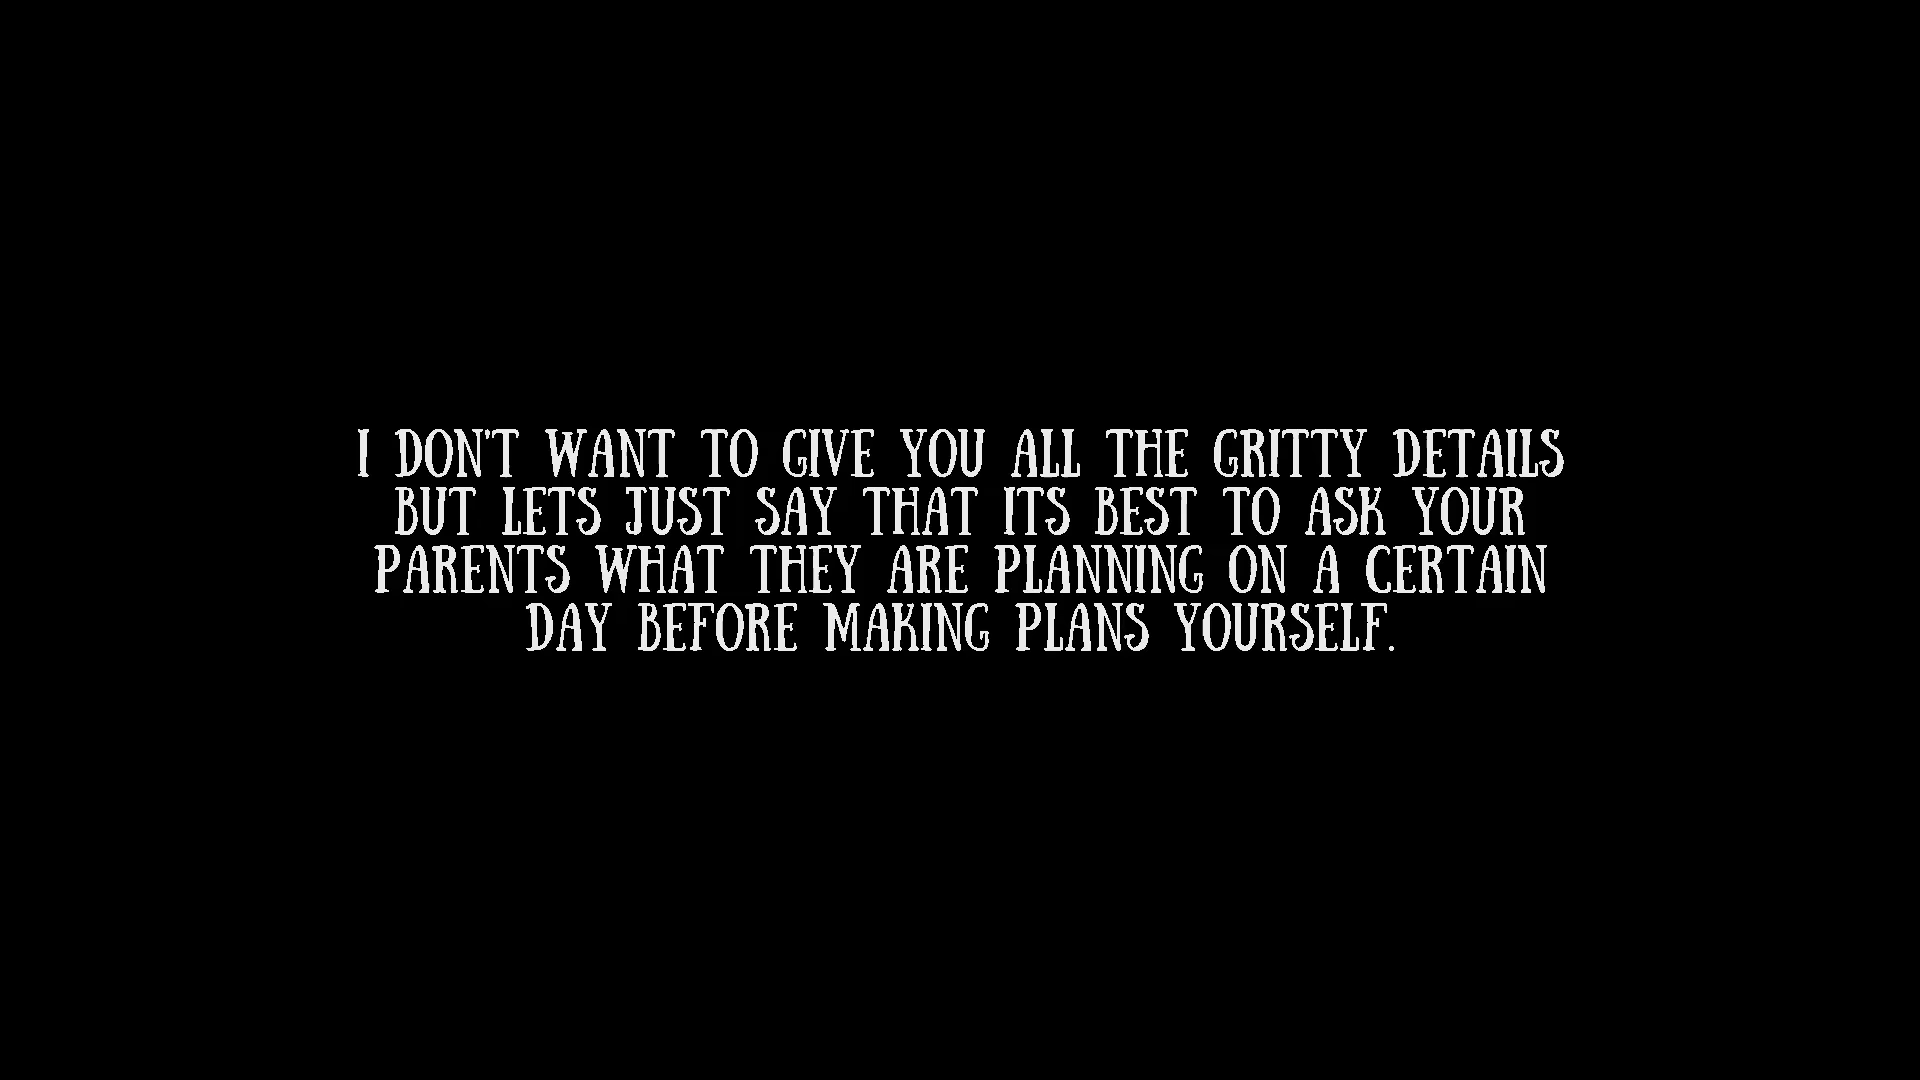 I DON'T WANT TO GIVE YOU ALL THE GRITTY DETAILS
BUT LETS JUST SAY THAT ITS BEST TO ASK YOUR
PARENTS WHAT THEY ARE PLANNING ON A CERTAIN
DAY BEFORE MAKING PLANS YOURSELF.